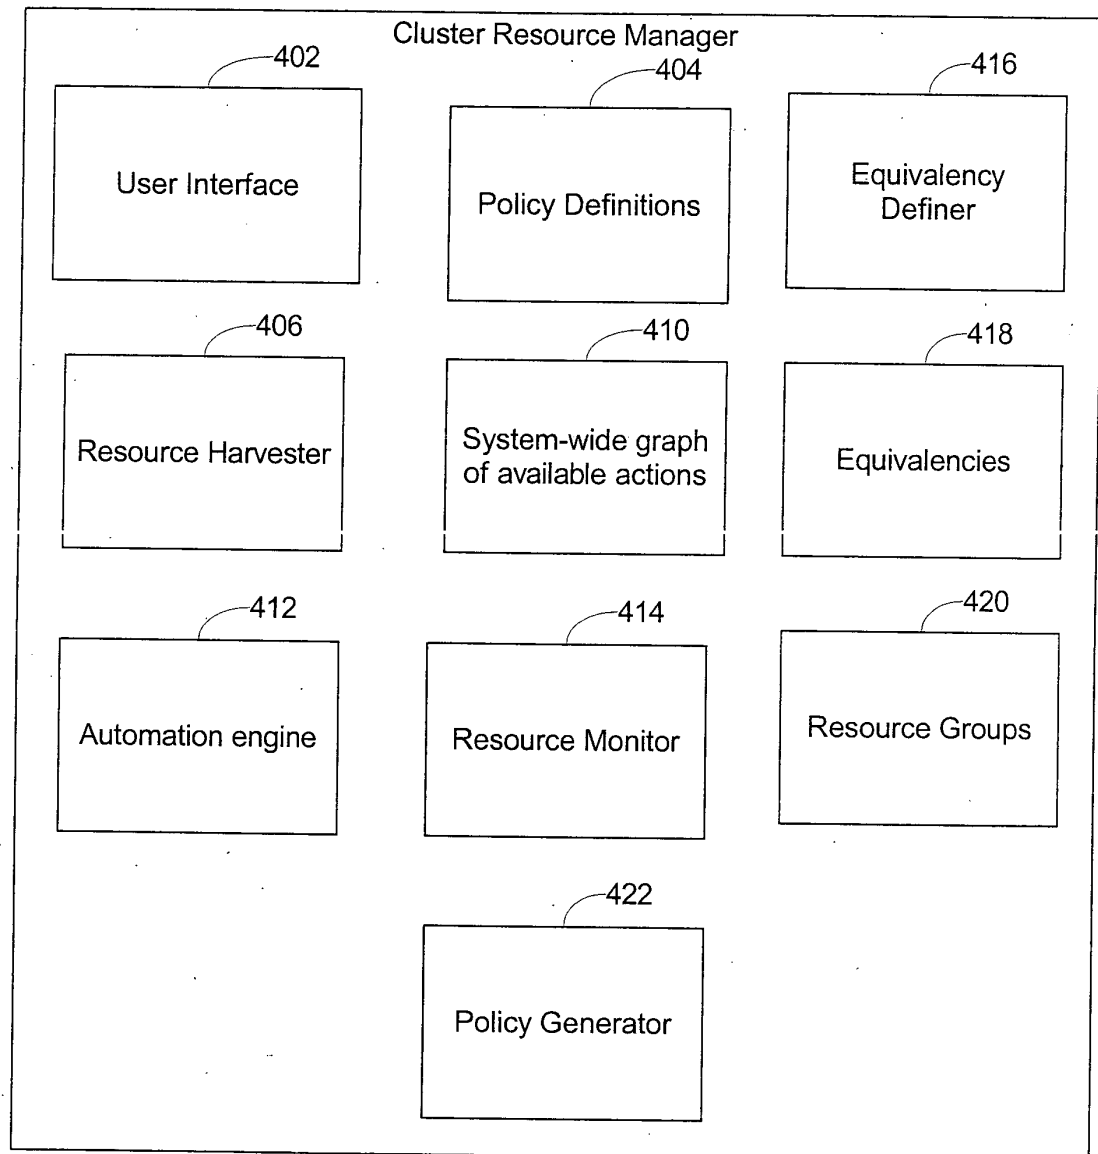 Cluster Resource Manager
402
404
416
User Interface
Policy Definitions
Equivalency
Definer
406
410
418
Resource Harvester
System-wide graph
of available actions
Equivalencies
412
414
420
Automation engine
Resource Monitor
Resource Groups
422
Policy Generator